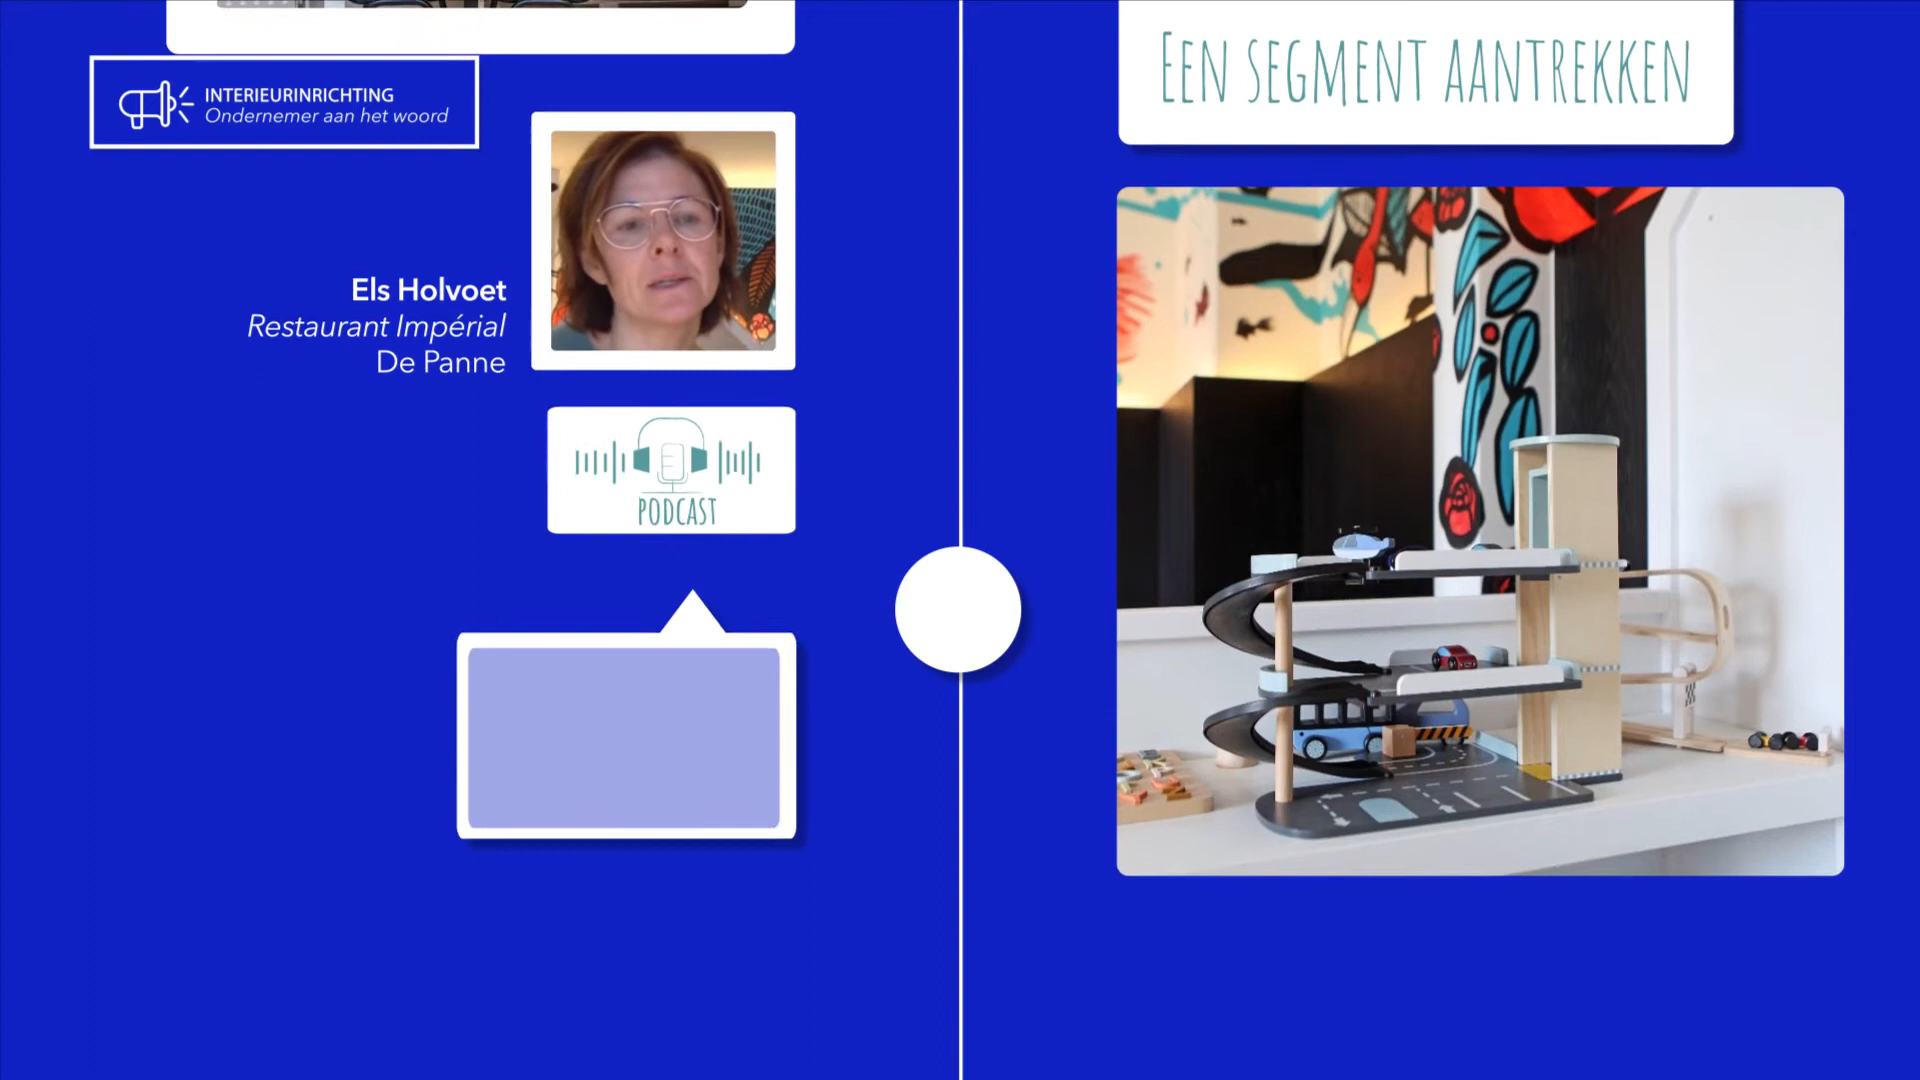 INTERIEURINRICHTING
Ondernemer aan het woord
Els Holvoet
Restaurant Impérial
De Panne
PODCAST
EEN SEGMENT AANTREKKEN